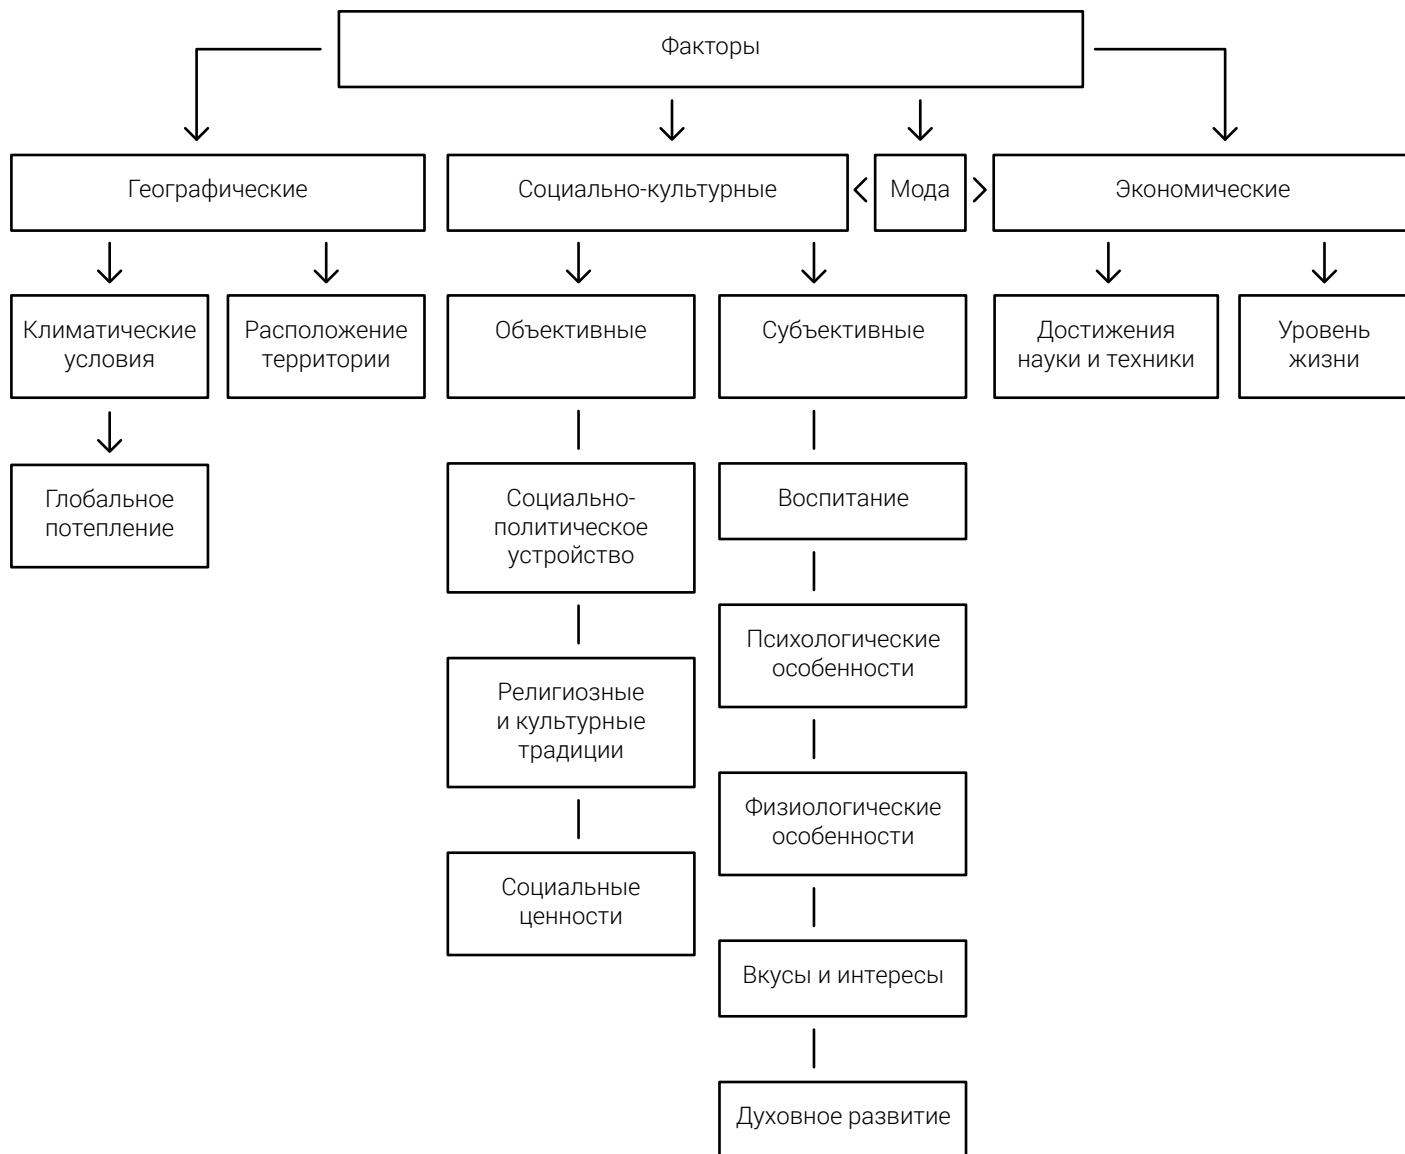 Факторы
Географические
Социально-культурные
Мода
Экономические
Климатические
условия
Расположение
территории
Объективные
Субъективные
Достижения
науки и техники
Уровень
жизни
Глобальное
потепление
Социально-
политическое
устройство
Воспитание
Психологические
особенности
Религиозные
и культурные
традиции
Физиологические
особенности
Социальные
ценности
Вкусы и интересы
Духовное развитие